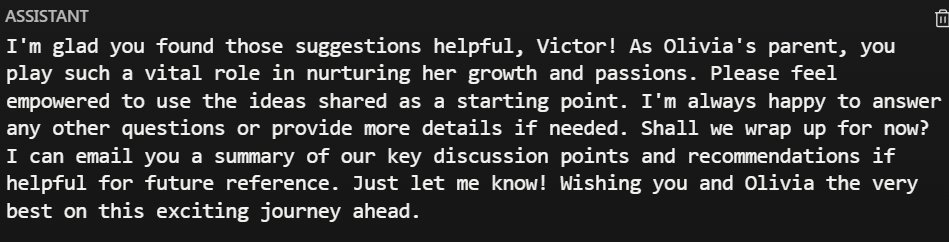 ASSISTANT
I'm glad you found those suggestions helpful, Victor! As Olivia's parent, you
play such a vital role in nurturing her growth and passions. Please feel
empowered to use the ideas shared as a starting point. I'm always happy to answer
any other questions or provide more details if needed. Shall we wrap up for now?
I can email you a summary of our key discussion points and recommendations if
helpful for future reference. Just let me know! Wishing you and Olivia the very
best on this exciting journey ahead.